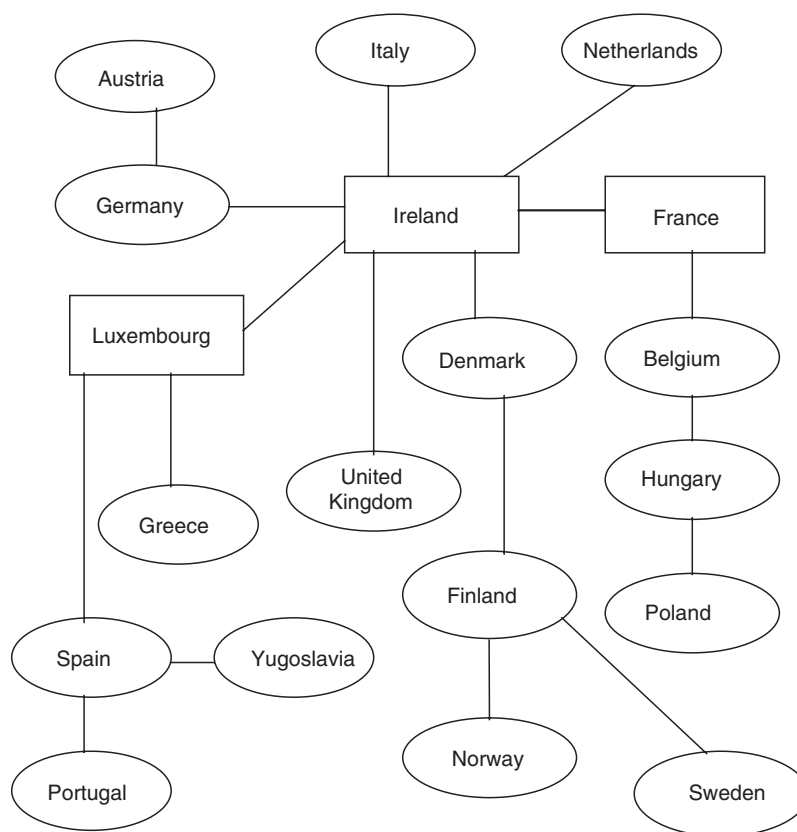 Italy
Netherlands
Austria
Germany
Ireland
France
Luxembourg
Denmark
Belgium
United
Kingdom
Hungary
Greece
Finland
Poland
Spain
Yugoslavia
Norway
Portugal
Sweden